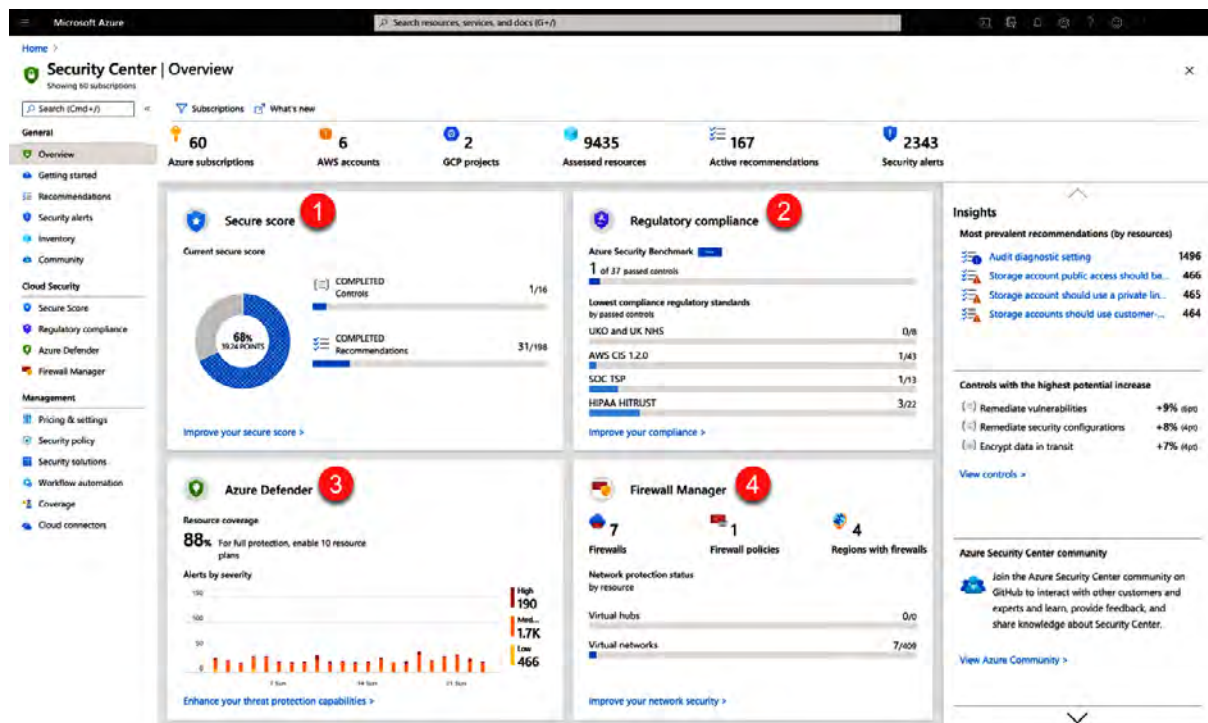 Microsoft Azure
Search resources, services, and docs (G+/)
Home >
Security Center | Overview
Showing 60 subscriptions
Search (Cmd+/)
«
Subscriptions
What's new
General
Overview
Getting started
Recommendations
Security alerts
Inventory
Community
Cloud Security
Secure Score
Regulatory compliance
Azure Defender
Firewall Manager
Management
Pricing & settings
Security policy
Security solutions
Workflow automation
Coverage
Cloud connectors
60
Azure subscriptions
6
AWS accounts
2
GCP projects
9435
Assessed resources
167
Active recommendations
2343
Security alerts
Secure score
1
Current secure score
68%
COMPLETED
Controls
1/16
COMPLETED
Recommendations
31/198
Improve your secure score >
Regulatory compliance
2
Azure Security Benchmark
1 of 37 passed controls
Lowest compliance regulatory standards
by passed controls
UKO and UK NHS
0/8
AWS CIS 1.2.0
1/43
SOC TSP
1/13
HIPAA HITRUST
3/22
Improve your compliance >
Azure Defender
3
Resource coverage
88% For full protection, enable 10 resource
plans
Alerts by severity
100
50
0
7 Sun
14 Sun
21 Sun
High
190
Med...
1.7K
Low
466
Enhance your threat protection capabilities >
Firewall Manager
4
7
Firewalls
1
Firewall policies
4
Regions with firewalls
Network protection status
by resource
Virtual hubs
0/0
Virtual networks
7/409
Improve your network security >
Insights
Most prevalent recommendations (by resources)
Audit diagnostic setting
1496
Storage account public access should be...
466
Storage account should use a private lin...
465
Storage accounts should use customer-...
464
Controls with the highest potential increase
Remediate vulnerabilities
+9% (6pt)
Remediate security configurations
+8% (4pt)
Encrypt data in transit
+7% (4pt)
View controls >
Azure Security Center community
Join the Azure Security Center community on
GitHub to interact with other customers and
experts and learn, provide feedback, and
share knowledge about Security Center.
View Azure Community >